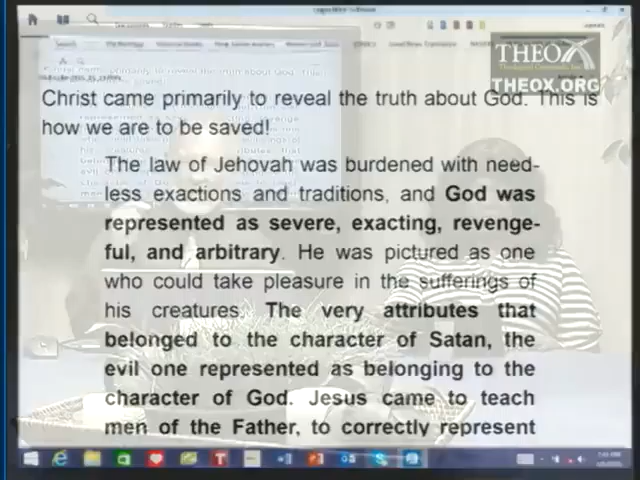 THEOX
THEOX.ORG
Christ came primarily to reveal the truth about God. This is
how we are to be saved!
The law of Jehovah was burdened with need-
less exactions and traditions, and God was
represented as severe, exacting, revenge-
ful, and arbitrary. He was pictured as one
who could take pleasure in the sufferings of
his creatures. The very attributes that
belonged to the character of Satan, the
evil one represented as belonging to the
character of God. Jesus came to teach
men of the Father, to correctly represent